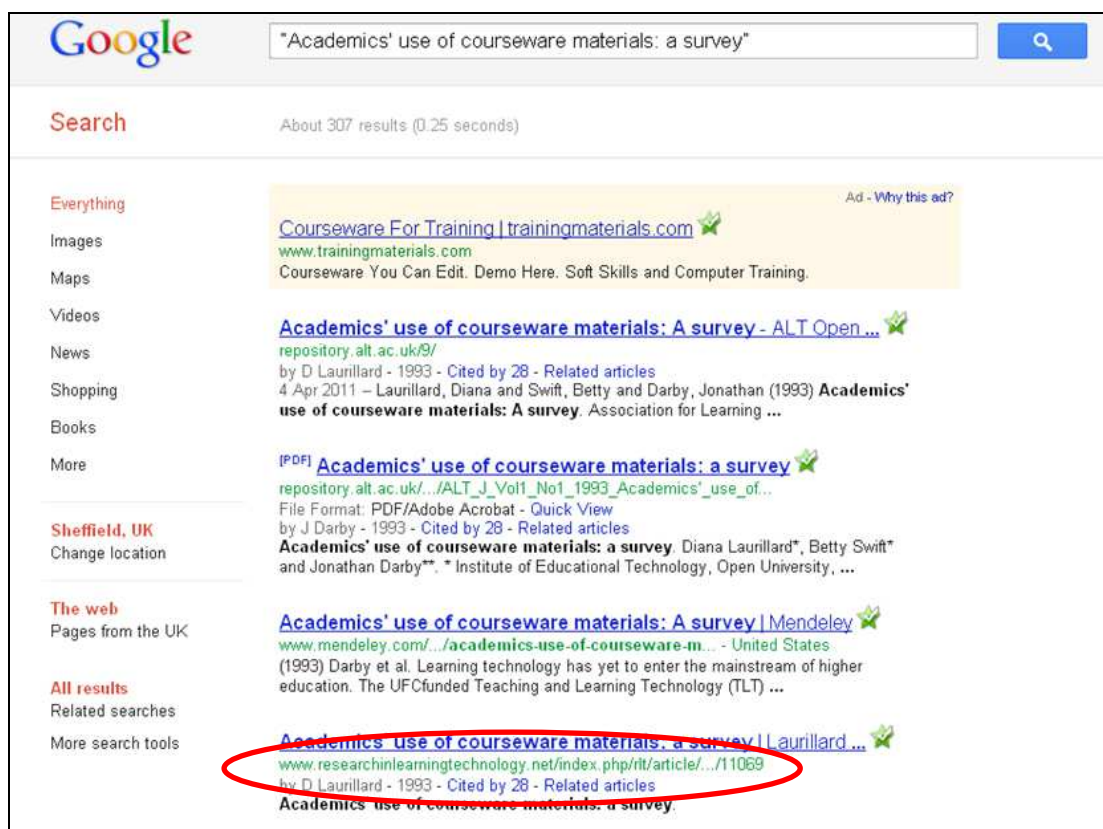 Google
"Academics' use of courseware materials: a survey"
Search
About 307 results (0.25 seconds)
Everything
Images
Maps
Videos
News
Shopping
Books
More
Sheffield, UK
Change location
The web
Pages from the UK
All results
Related searches
More search tools
Ad - Why this ad?
Courseware For Training | trainingmaterials.com
www.trainingmaterials.com
Courseware You Can Edit. Demo Here. Soft Skills and Computer Training.
Academics' use of courseware materials: A survey - ALT Open ...
repository.alt.ac.uk/9/
by D Laurillard - 1993 - Cited by 28 - Related articles
4 Apr 2011 – Laurillard, Diana and Swift, Betty and Darby, Jonathan (1993) Academics'
use of courseware materials: A survey. Association for Learning ...
[PDF] Academics' use of courseware materials: a survey
repository.alt.ac.uk/.../ALT_J_Vol1_No1_1993_Academics'_use_of...
File Format: PDF/Adobe Acrobat - Quick View
by J Darby - 1993 - Cited by 28 - Related articles
Academics' use of courseware materials: a survey. Diana Laurillard*, Betty Swift*
and Jonathan Darby**. * Institute of Educational Technology, Open University, ...
Academics' use of courseware materials: A survey | Mendeley
www.mendeley.com/.../academics-use-of-courseware-m... - United States
(1993) Darby et al. Learning technology has yet to enter the mainstream of higher
education. The UFCfunded Teaching and Learning Technology (TLT) ...
Academics' use of courseware materials: a survey | Laurillard ...
www.researchinlearningtechnology.net/index.php/rlt/article/.../11069
by D Laurillard - 1993 - Cited by 28 - Related articles
Academics' use of courseware materials: a survey.